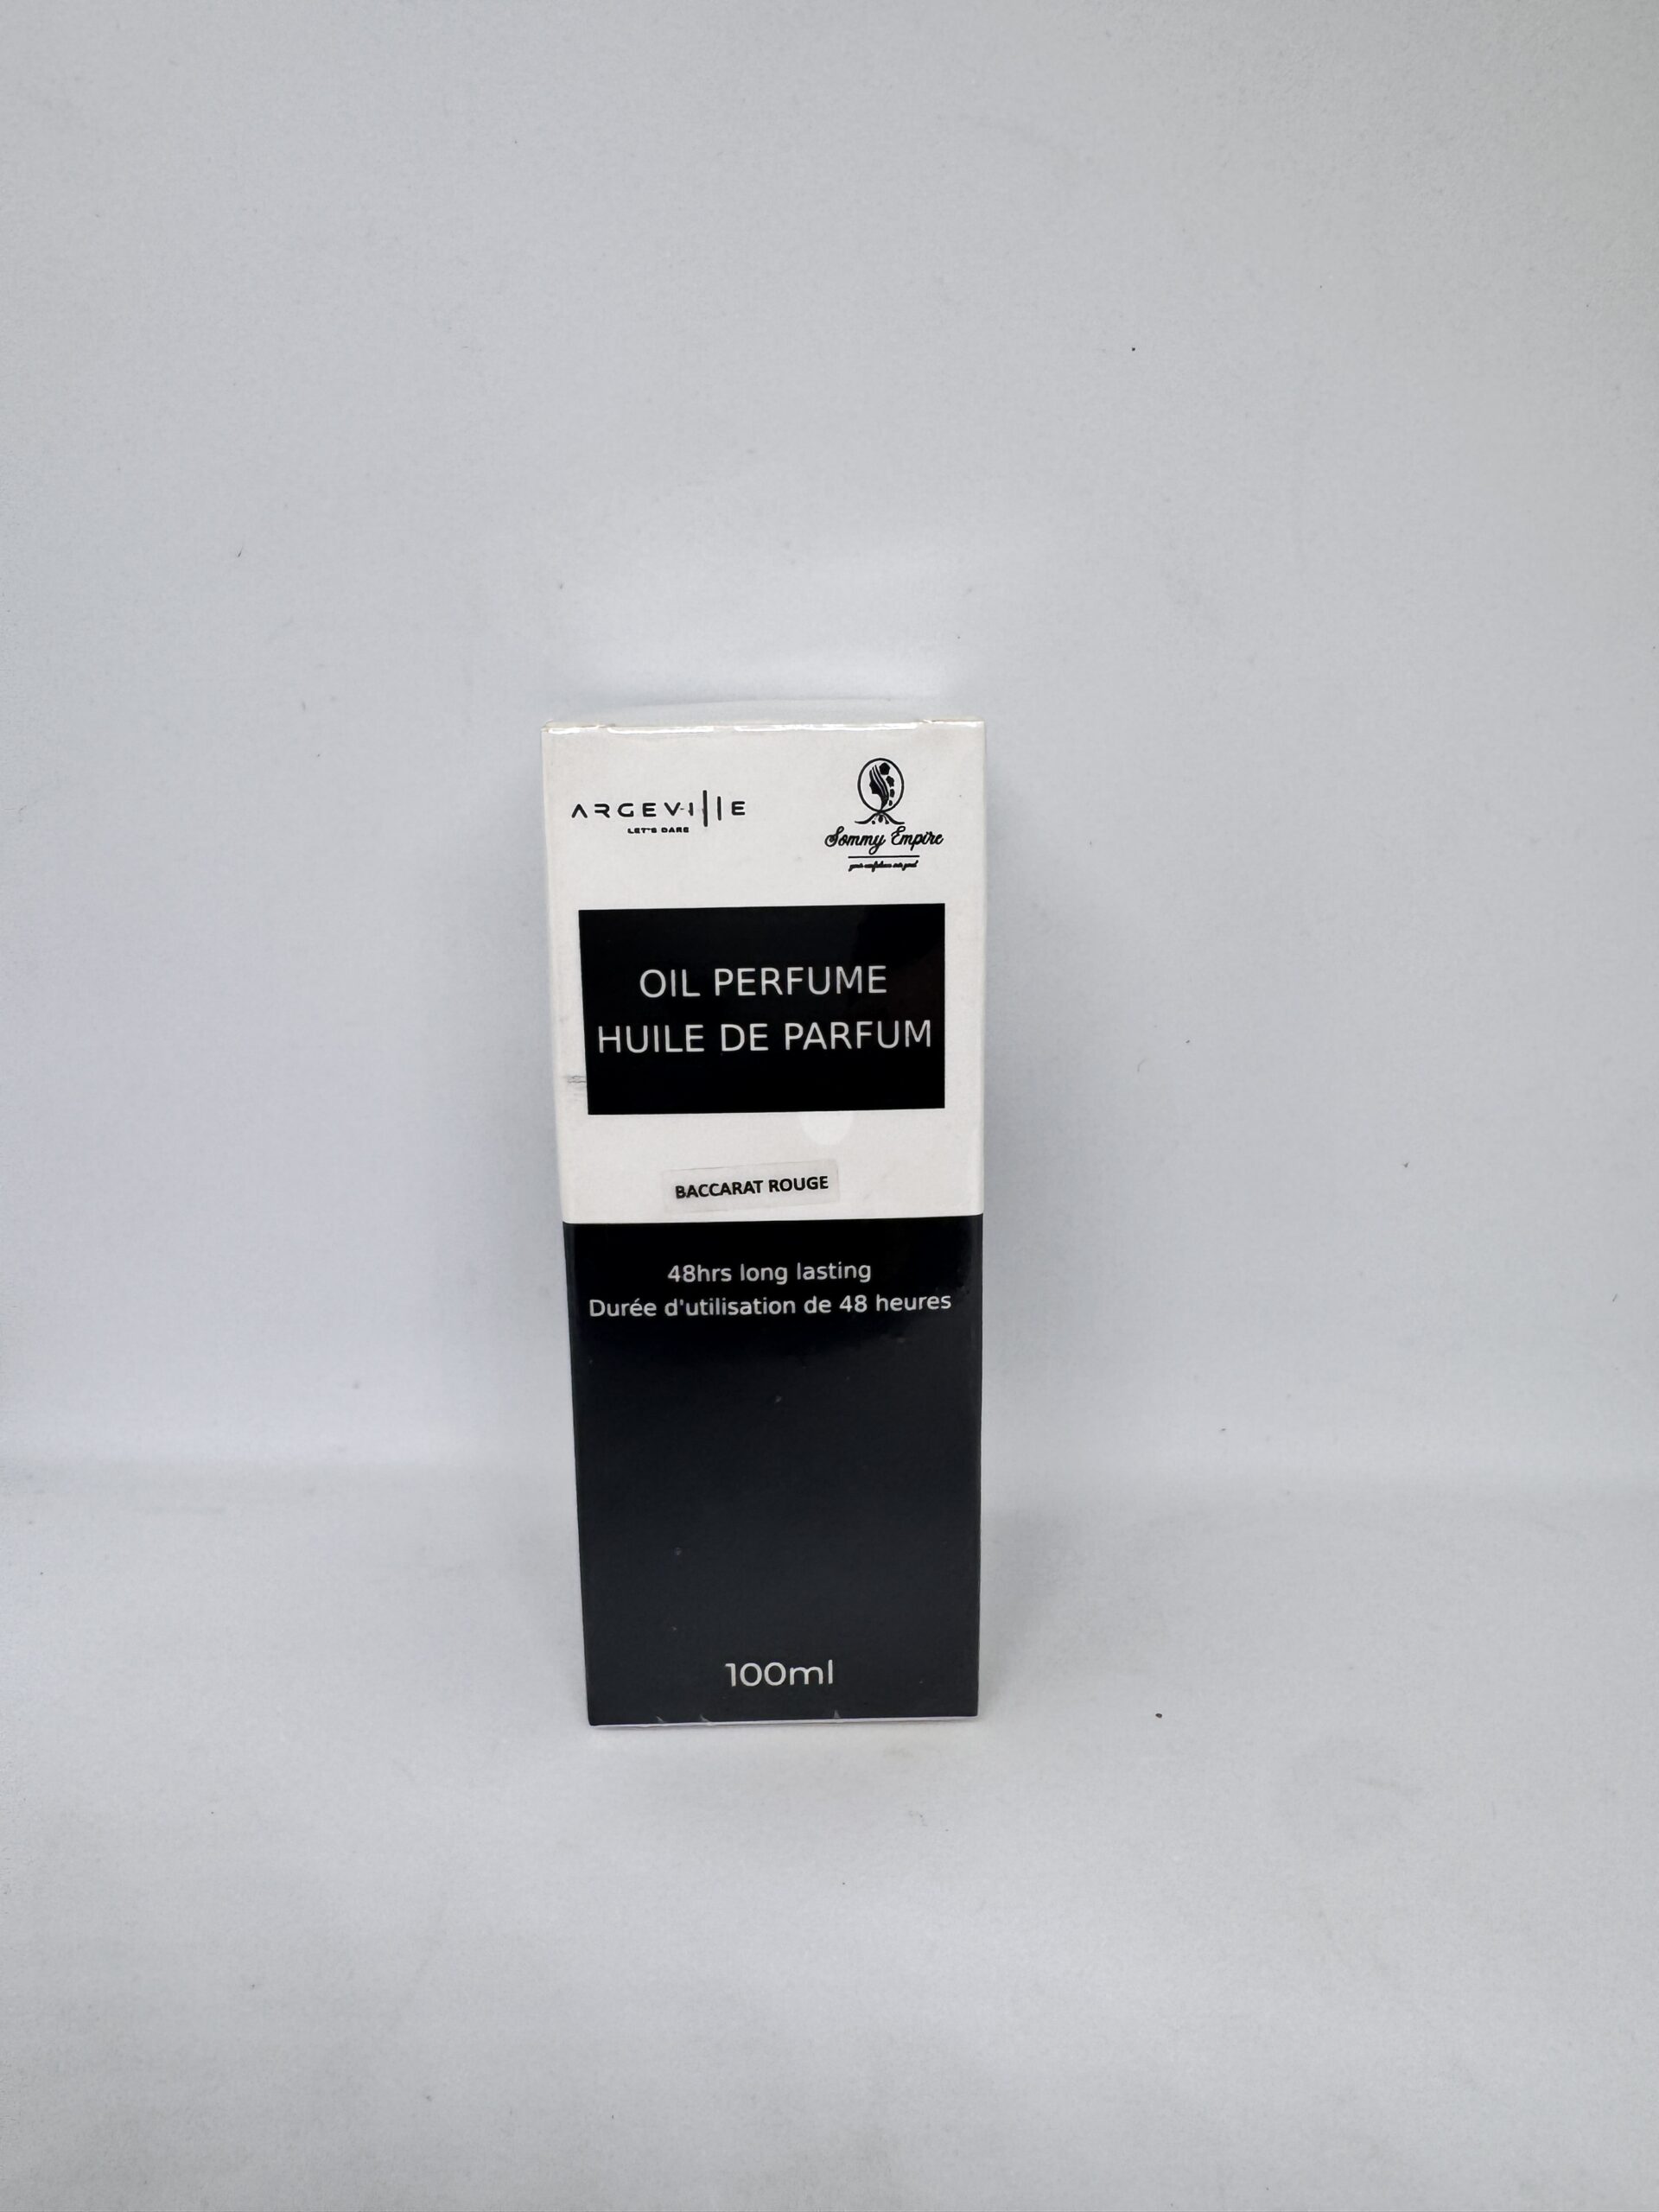 ARGEVILLE
LET'S DARE
Sommy Empire
OIL PERFUME
HUILE DE PARFUM
BACCARAT ROUGE
48hrs long lasting
Durée d'utilisation de 48 heures
100ml